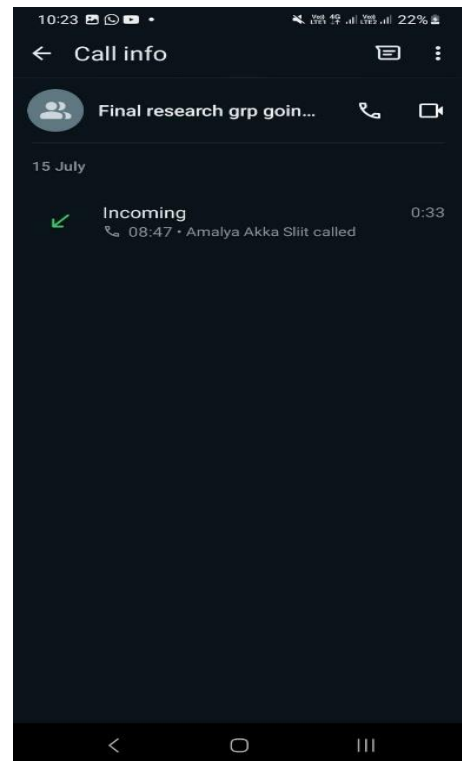 10:23
22%
Call info
Final research grp goin...
15 July
Incoming
0:33
08:47 • Amalya Akka Sliit called